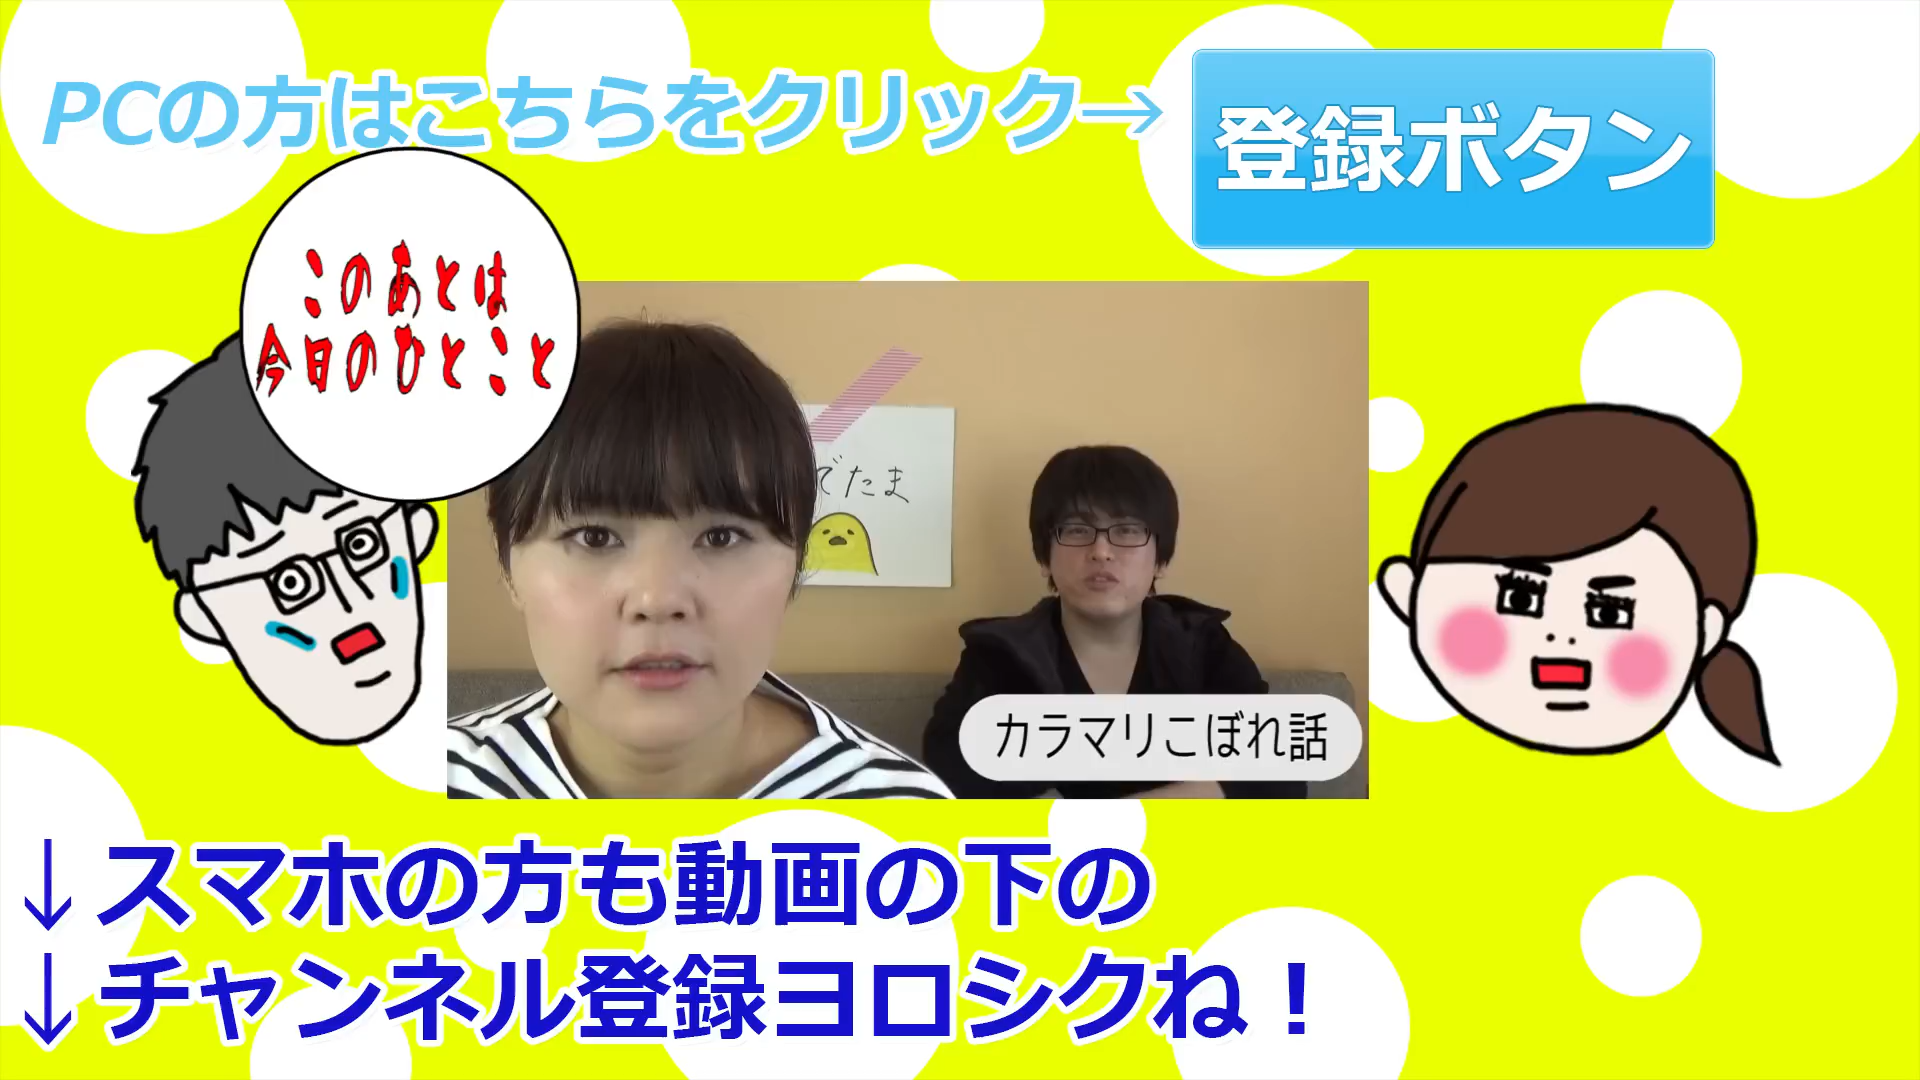 PCの方はこちらをクリック→
登録ボタン
このあとは
今日のひとこと
でたま
カラマリこぼれ話
↓スマホの方も動画の下の
↓チャンネル登録ヨロシクね！